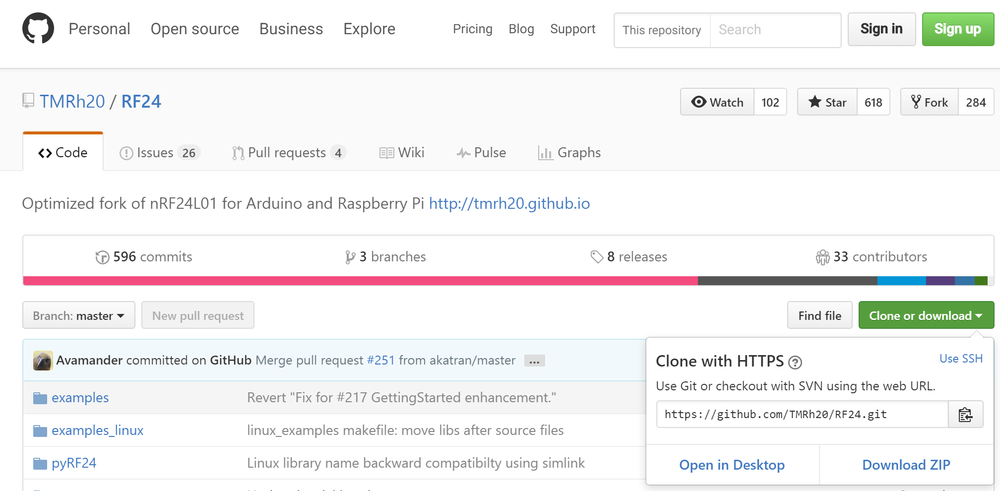 Personal Open source Business Explore Pricing Blog Support This repository Search Sign in Sign up
TMRh20 / RF24 Watch 102 Star 618 Fork 284
Code Issues 26 Pull requests 4 Wiki Pulse Graphs
Optimized fork of nRF24L01 for Arduino and Raspberry Pi http://tmrh20.github.io
596 commits 3 branches 8 releases 33 contributors
Branch: master New pull request Find file Clone or download
Avamander committed on GitHub Merge pull request #251 from akatran/master ...
examples Revert "Fix for #217 GettingStarted enhancement."
examples_linux linux_examples makefile: move libs after source files
pyRF24 Linux library name backward compatibilty using simlink
Clone with HTTPS ? Use SSH
Use Git or checkout with SVN using the web URL.
https://github.com/TMRh20/RF24.git
Open in Desktop Download ZIP